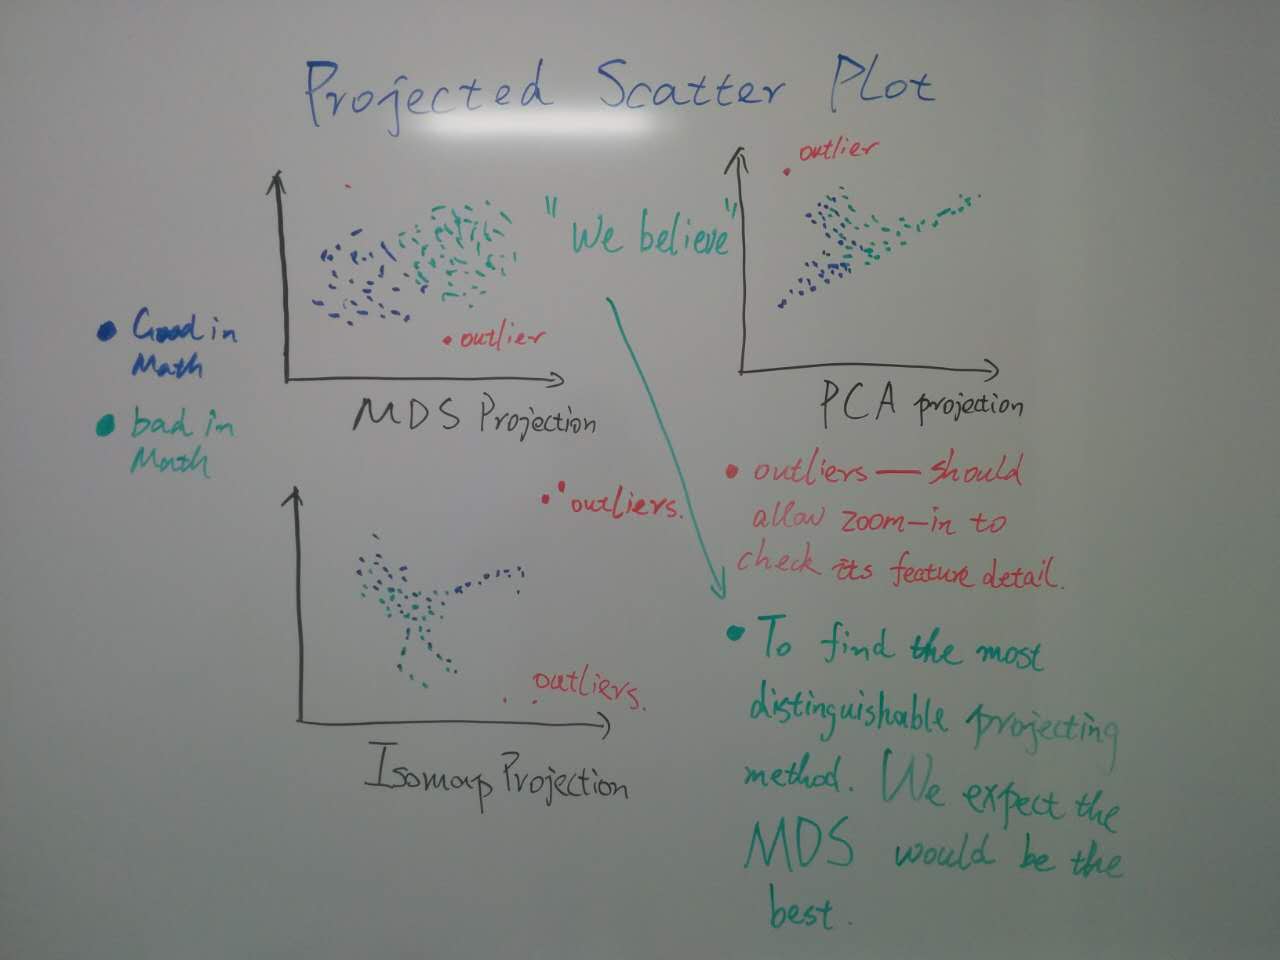 Projected Scatter Plot
outlier
"We believe"
outlier
MDS Projection
PCA projection
Good in
Math
bad in
Math
outliers.
outliers.
Isomap Projection
outliers — should
allow zoom-in to
check its feature detail.
To find the most
distinguishable projecting
method. We expect the
MDS would be the
best.